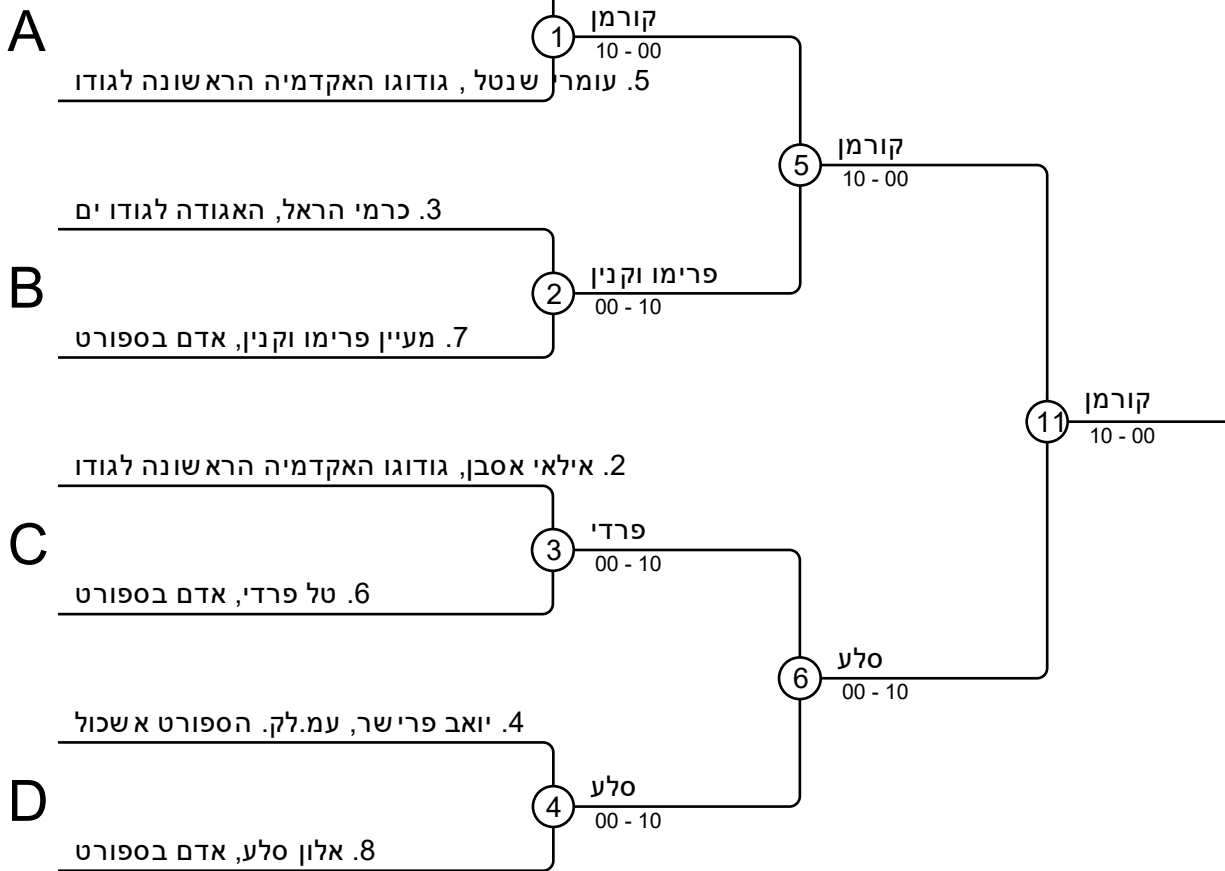 A
1
קורמן
10 - 00
5. עומרי שנטל , גודוגו האקדמיה הראשונה לגודו
5
קורמן
10 - 00
3. כרמי הראל, האגודה לגודו ים
B
2
פרימו וקנין
00 - 10
7. מעיין פרימו וקנין, אדם בספורט
11
קורמן
10 - 00
2. אילאי אסבן, גודוגו האקדמיה הראשונה לגודו
C
3
פרדי
00 - 10
6. טל פרדי, אדם בספורט
6
סלע
00 - 10
4. יואב פרישר, עמ.לק. הספורט אשכול
D
4
סלע
00 - 10
8. אלון סלע, אדם בספורט